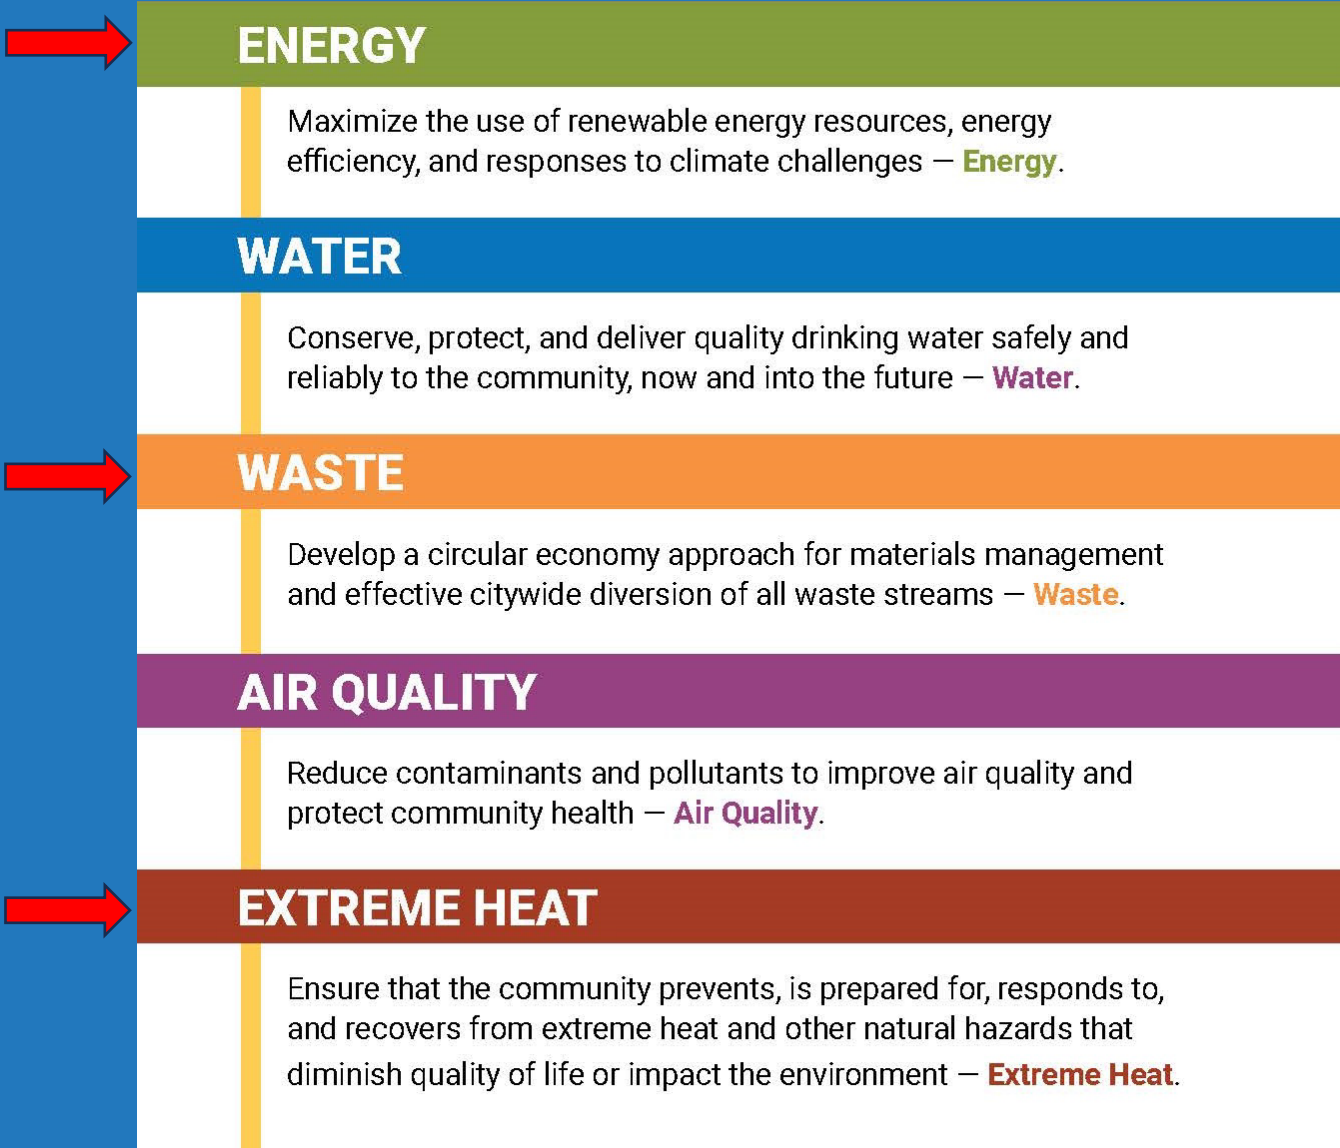 ENERGY
Maximize the use of renewable energy resources, energy
efficiency, and responses to climate challenges — Energy.
WATER
Conserve, protect, and deliver quality drinking water safely and
reliably to the community, now and into the future — Water.
WASTE
Develop a circular economy approach for materials management
and effective citywide diversion of all waste streams — Waste.
AIR QUALITY
Reduce contaminants and pollutants to improve air quality and
protect community health — Air Quality.
EXTREME HEAT
Ensure that the community prevents, is prepared for, responds to,
and recovers from extreme heat and other natural hazards that
diminish quality of life or impact the environment — Extreme Heat.